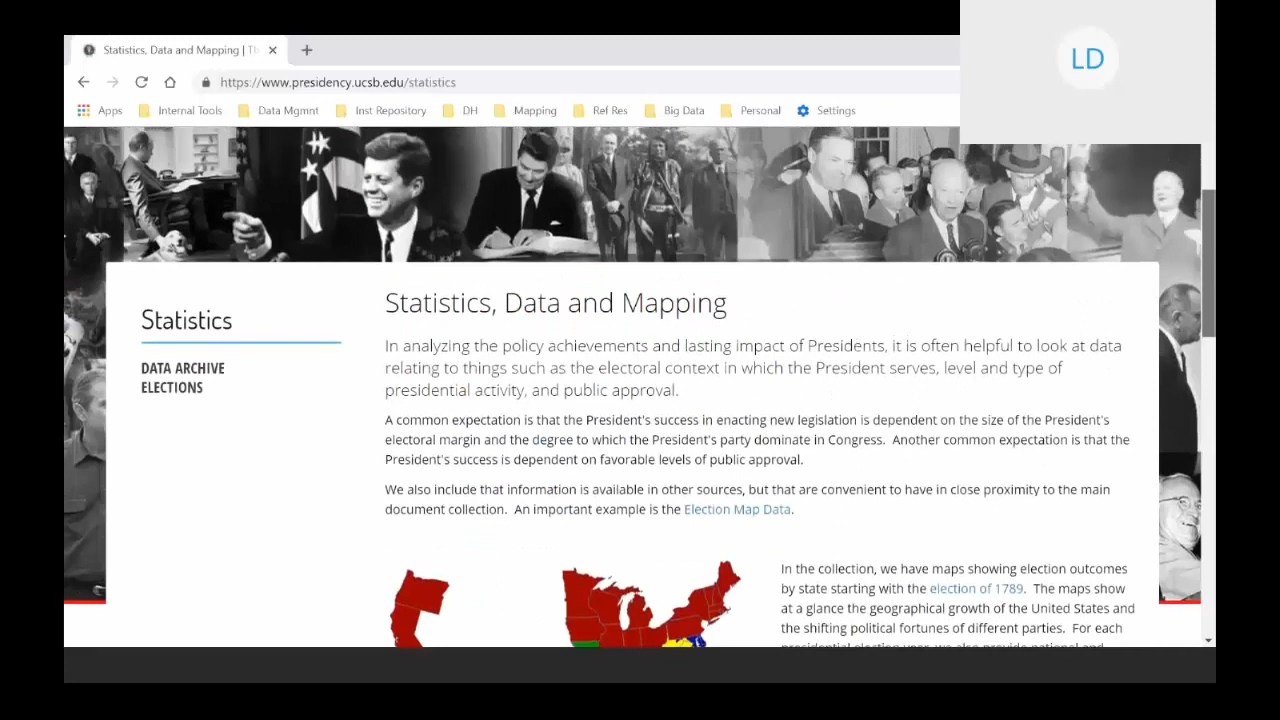 Statistics, Data and Mapping | Th
LD
https://www.presidency.ucsb.edu/statistics
Apps Internal Tools Data Mgmnt Inst Repository DH Mapping Ref Res Big Data Personal Settings
Statistics
DATA ARCHIVE
ELECTIONS
Statistics, Data and Mapping
In analyzing the policy achievements and lasting impact of Presidents, it is often helpful to look at data
relating to things such as the electoral context in which the President serves, level and type of
presidential activity, and public approval.
A common expectation is that the President's success in enacting new legislation is dependent on the size of the President's
electoral margin and the degree to which the President's party dominate in Congress. Another common expectation is that the
President's success is dependent on favorable levels of public approval.
We also include that information is available in other sources, but that are convenient to have in close proximity to the main
document collection. An important example is the Election Map Data.
In the collection, we have maps showing election outcomes
by state starting with the election of 1789. The maps show
at a glance the geographical growth of the United States and
the shifting political fortunes of different parties. For each